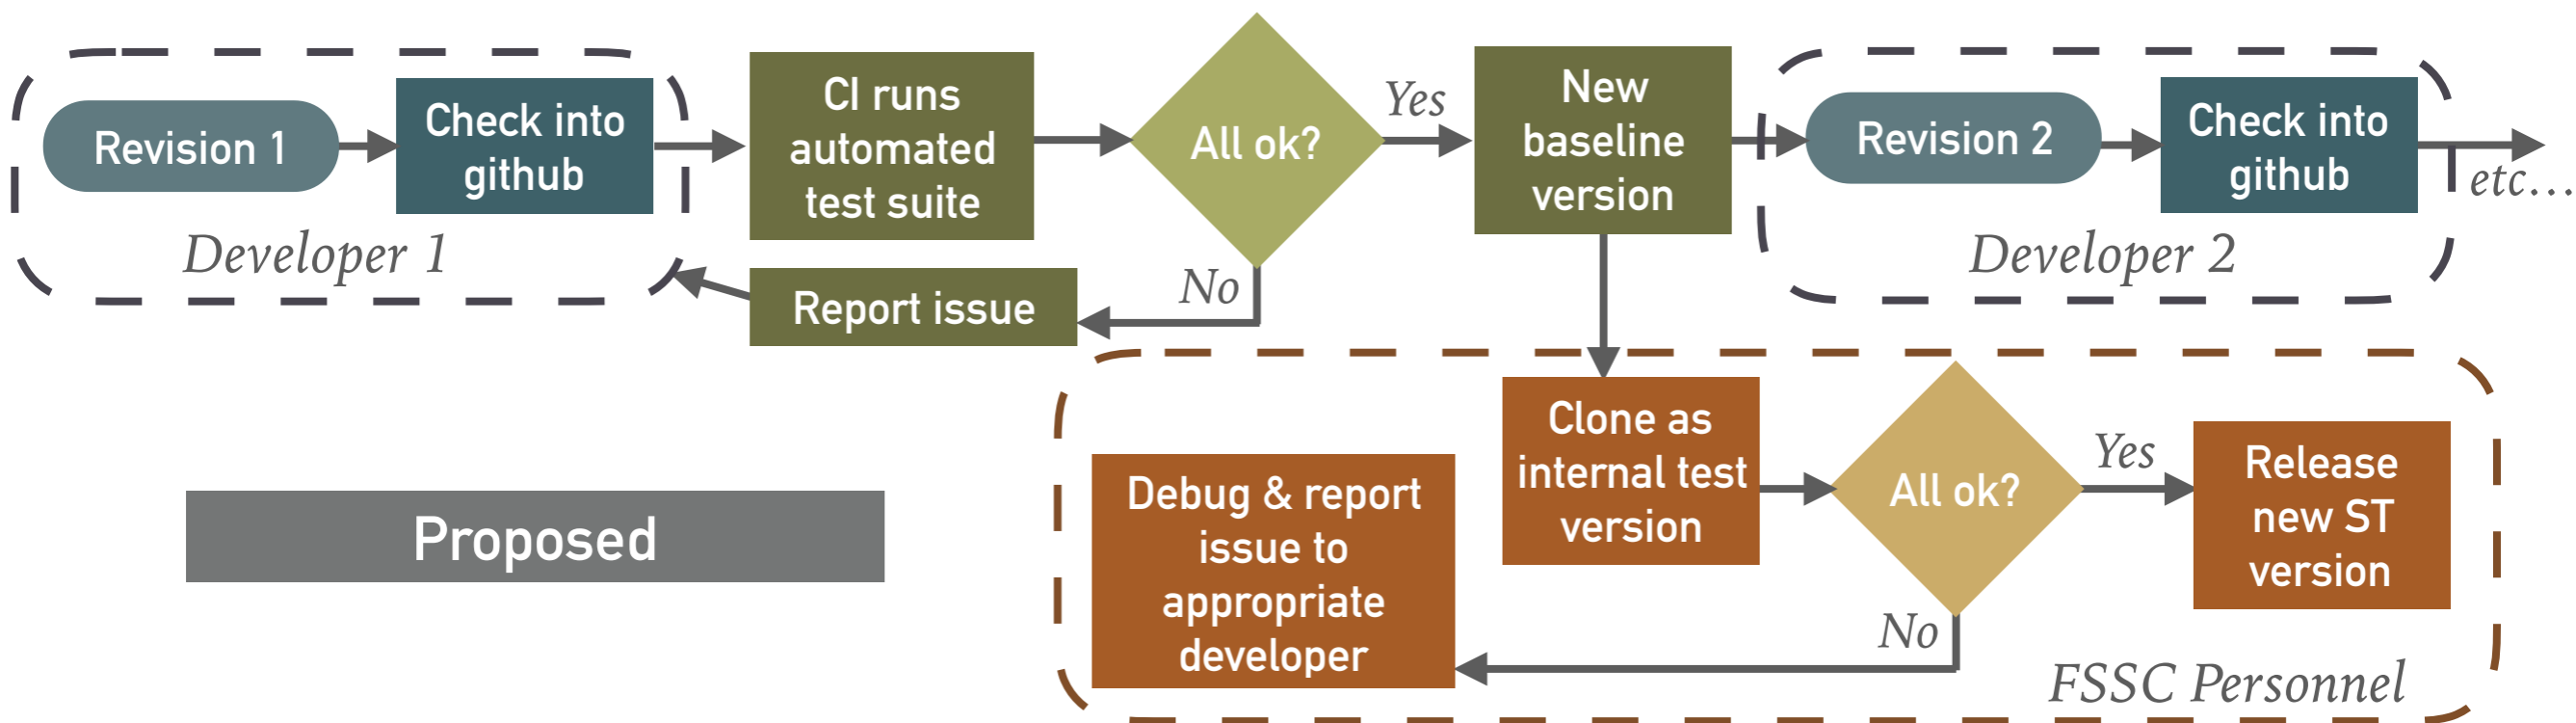 Revision 1
Check into
github
Developer 1
CI runs
automated
test suite
All ok?
Yes
No
Report issue
New
baseline
version
Revision 2
Check into
github
etc...
Developer 2
Proposed
Clone as
internal test
version
All ok?
Yes
No
Release
new ST
version
Debug & report
issue to
appropriate
developer
FSSC Personnel